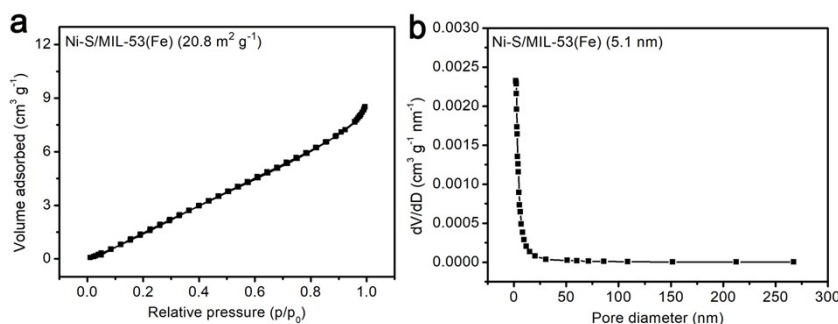 a
Ni-S/MIL-53(Fe) (20.8 m² g⁻¹)
Volume adsorbed (cm³ g⁻¹)
12
9
6
3
0
0.0 0.2 0.4 0.6 0.8 1.0
Relative pressure (p/p₀)
b
Ni-S/MIL-53(Fe) (5.1 nm)
dV/dD (cm³ g⁻¹ nm⁻¹)
0.0030
0.0025
0.0020
0.0015
0.0010
0.0005
0.0000
0 50 100 150 200 250 300
Pore diameter (nm)